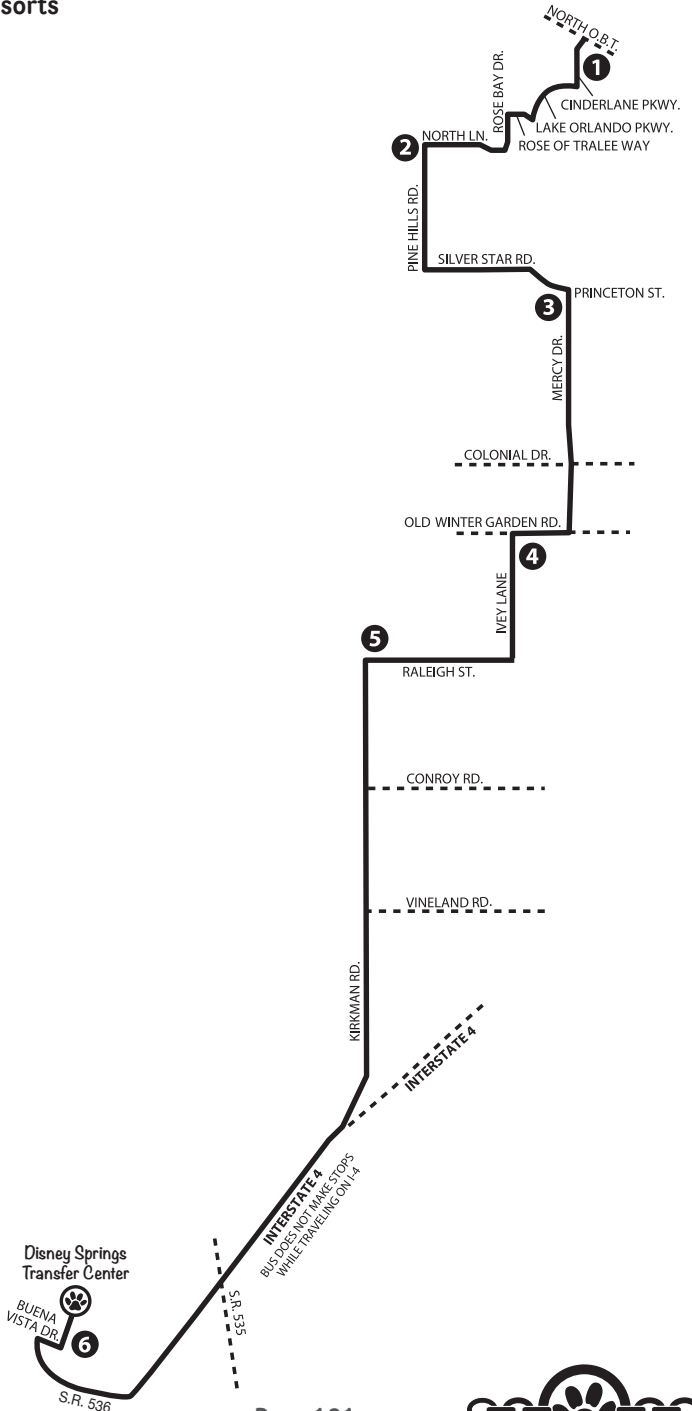 sorts
NORTH O.B.T.
1
CINDERLANE PKWY.
LAKE ORLANDO PKWY.
ROSE OF TRALEE WAY
ROSE BAY DR.
NORTH LN.
2
PINE HILLS RD.
SILVER STAR RD.
PRINCETON ST.
3
MERCY DR.
COLONIAL DR.
OLD WINTER GARDEN RD.
4
IVEY LANE
5
RALEIGH ST.
CONROY RD.
VINELAND RD.
KIRKMAN RD.
INTERSTATE 4
INTERSTATE 4
BUS DOES NOT MAKE STOPS
WHILE TRAVELING ON I-4
S.R. 535
Disney Springs
Transfer Center
BUENA
VISTA DR.
6
S.R. 536